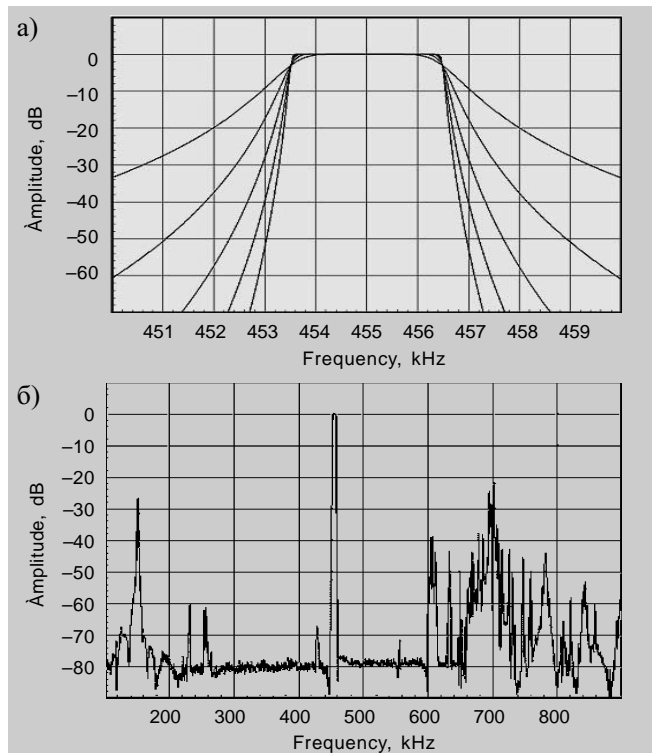 а)
0
–10
–20
–30
–40
–50
–60
Àmplitude, dB
451 452 453 454 455 456 457 458 459
Frequency, kHz
б)
0
–10
–20
–30
–40
–50
–60
–70
–80
Àmplitude, dB
200 300 400 500 600 700 800
Frequency, kHz